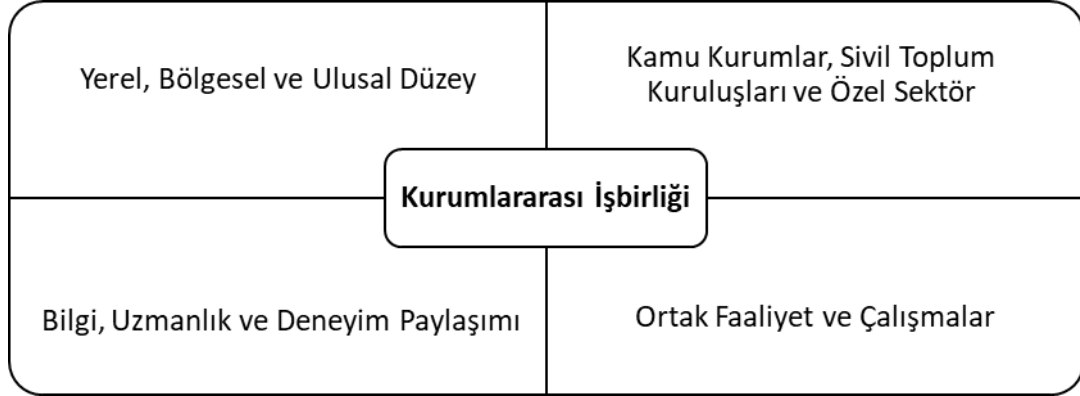 Yerel, Bölgesel ve Ulusal Düzey
Kamu Kurumlar, Sivil Toplum
Kuruluşları ve Özel Sektör
Kurumlararası İşbirliği
Bilgi, Uzmanlık ve Deneyim Paylaşımı
Ortak Faaliyet ve Çalışmalar